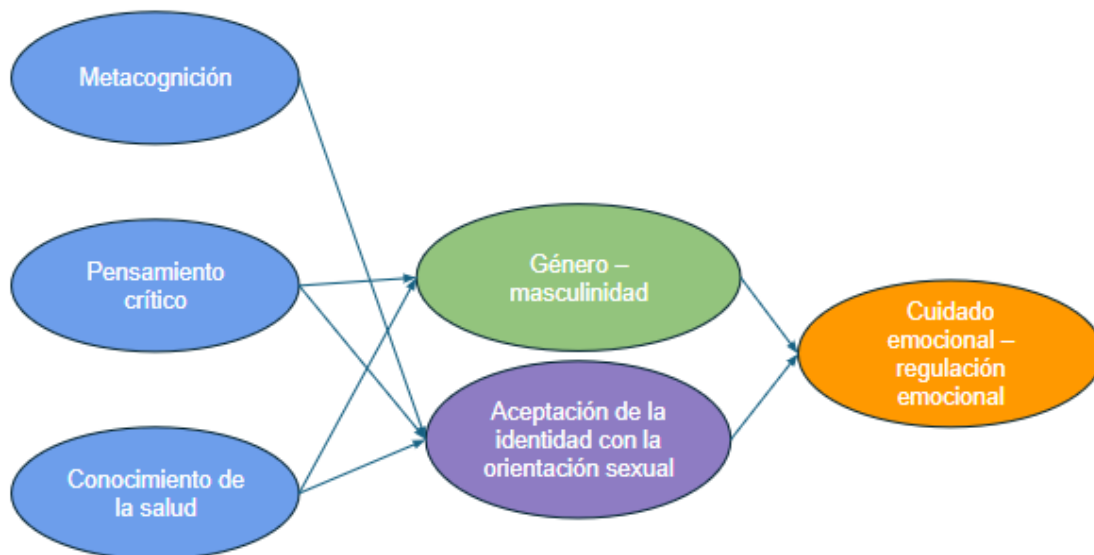 Metacognición
Pensamiento
crítico
Conocimiento de
la salud
Género –
masculinidad
Aceptación de la
identidad con la
orientación sexual
Cuidado
emocional –
regulación
emocional